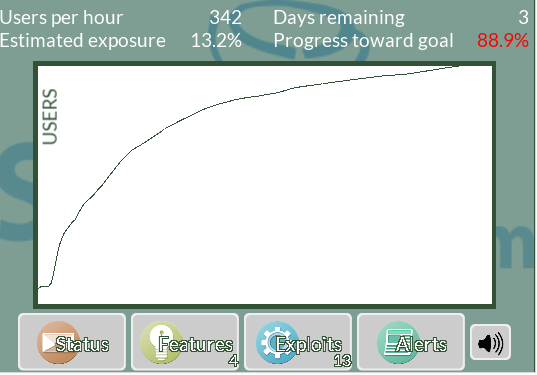 Users per hour 342 Days remaining 3
Estimated exposure 13.2% Progress toward goal 88.9%
USERS
Status Features Exploits Alerts
4 13